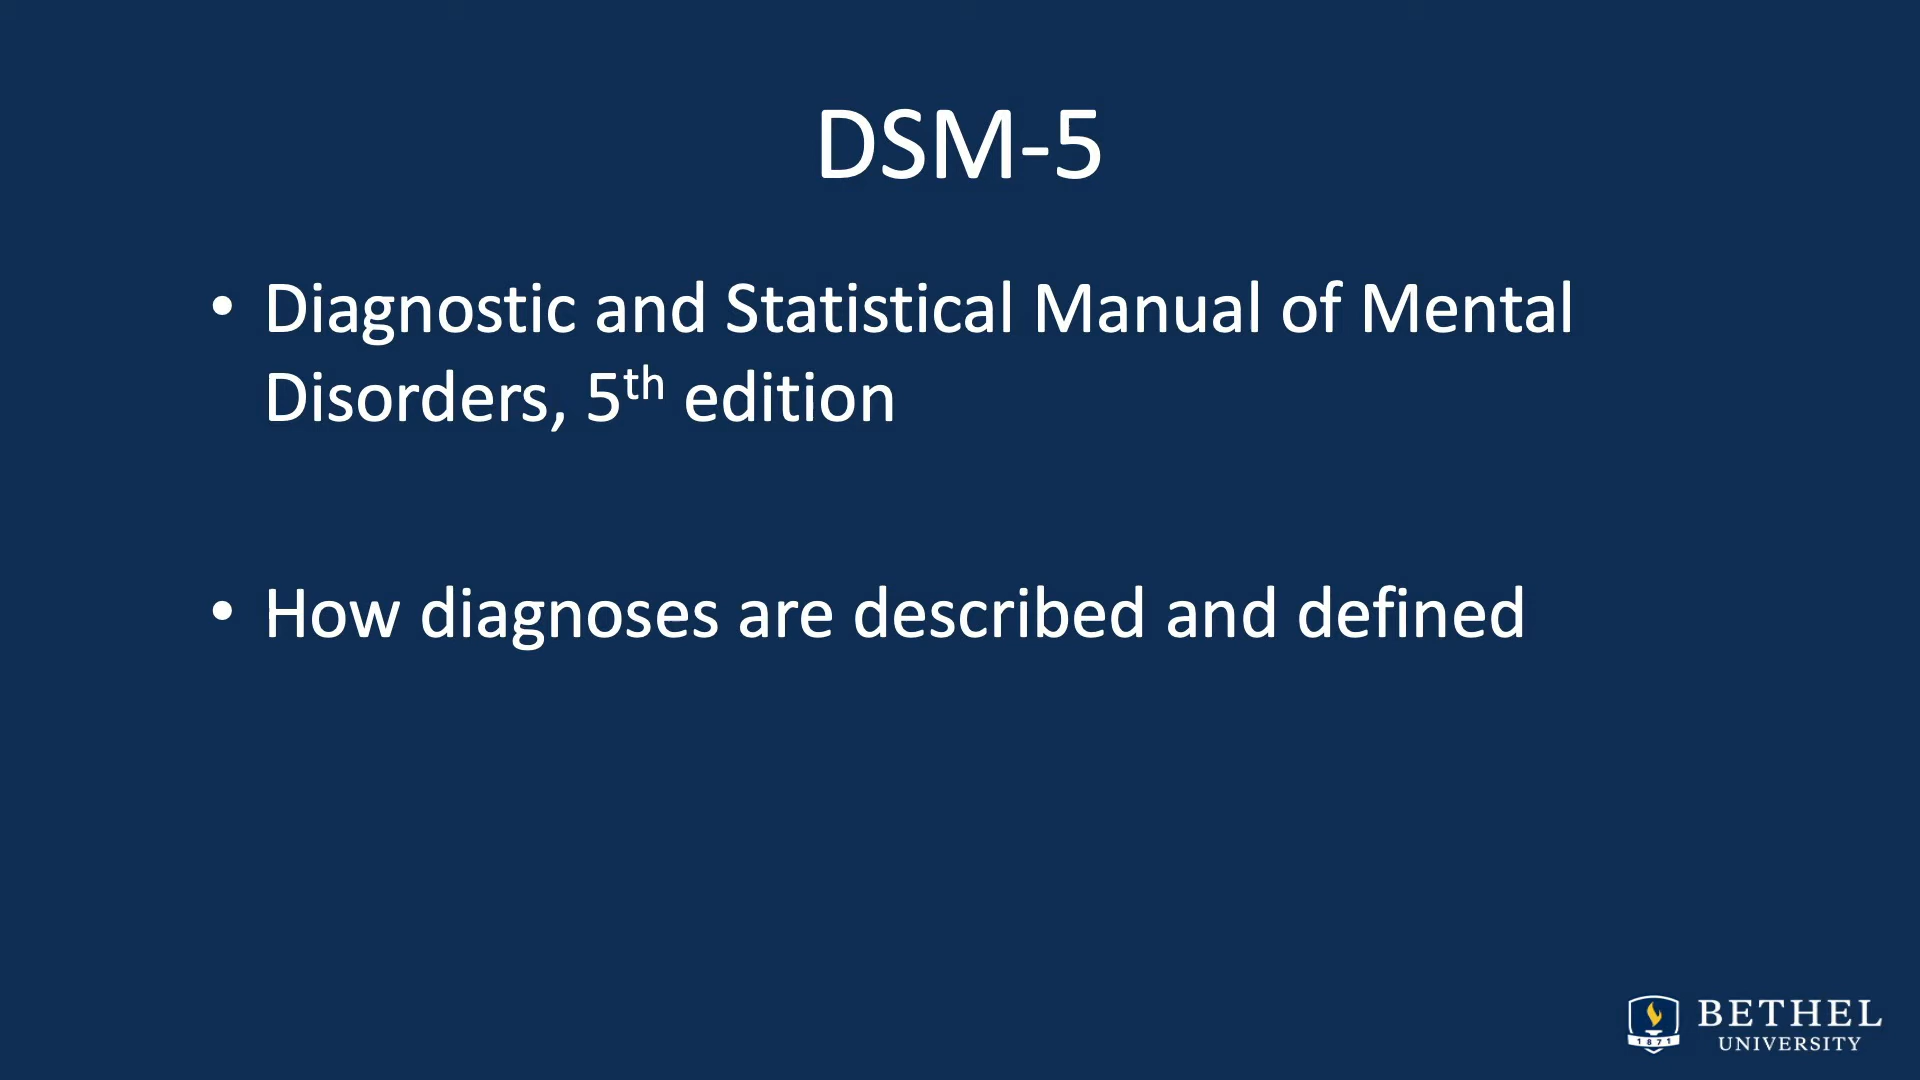 DSM-5
• Diagnostic and Statistical Manual of Mental
Disorders, 5th edition
• How diagnoses are described and defined
1871
BETHEL
UNIVERSITY